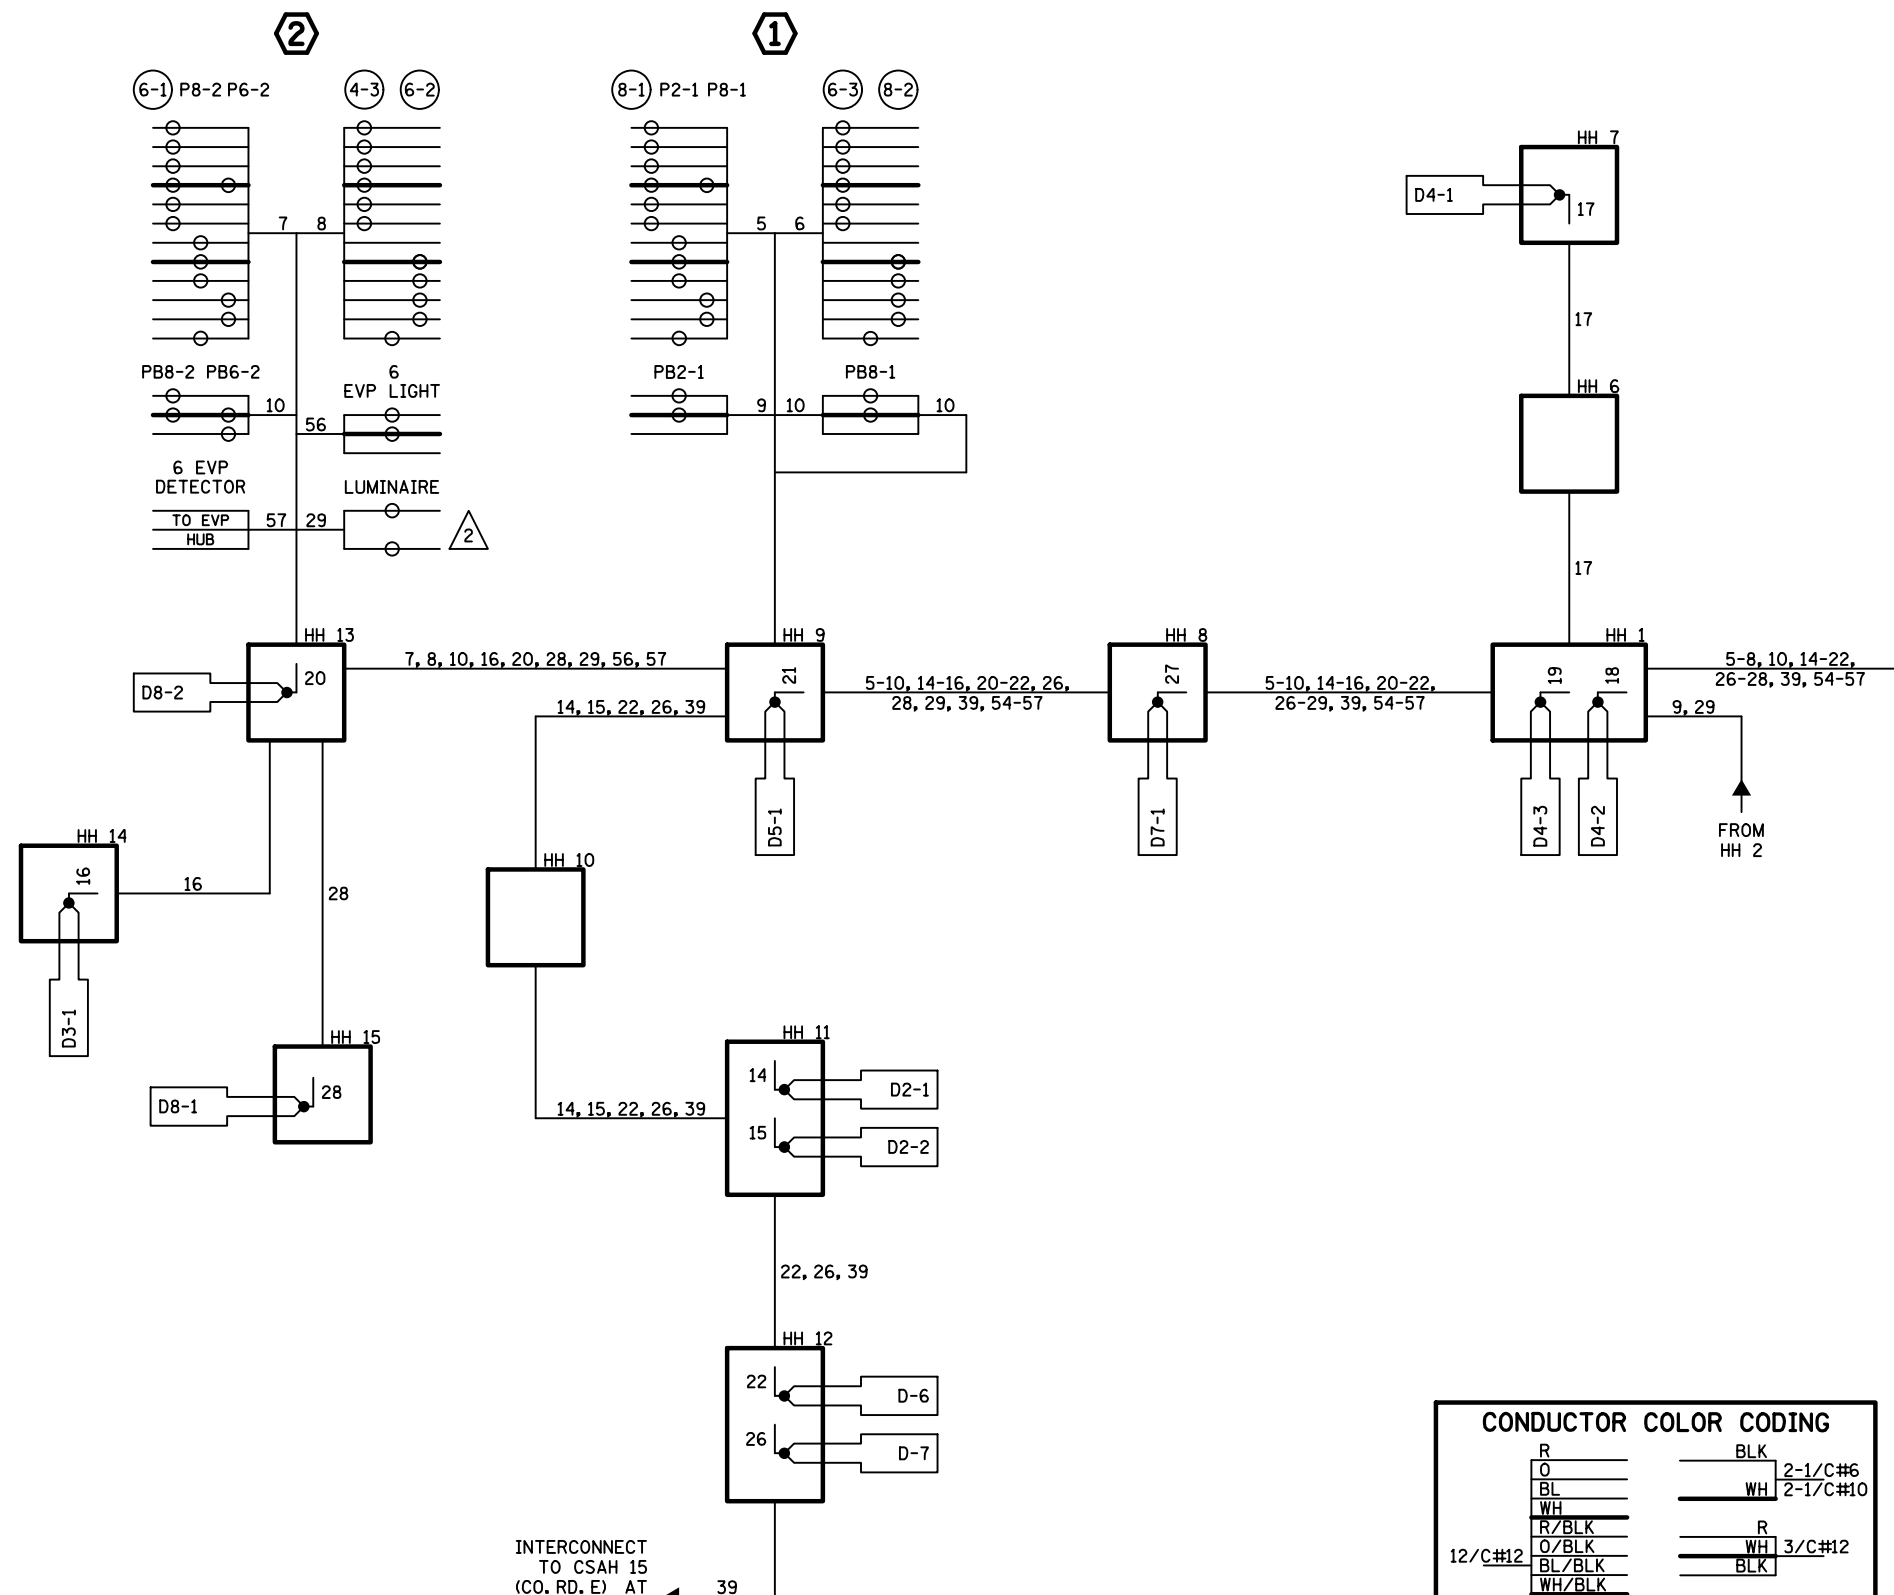 2
1
6-1 P8-2 P6-2
4-3 6-2
8-1 P2-1 P8-1
6-3 8-2
7 8
5 6
PB8-2 PB6-2
10
6
EVP LIGHT
56
PB2-1
9 10
PB8-1
10
6 EVP
DETECTOR
TO EVP
HUB
57 29
LUMINAIRE
2
HH 7
D4-1
17
17
HH 6
17
HH 13
20
D8-2
7, 8, 10, 16, 20, 28, 29, 56, 57
14, 15, 22, 26, 39
HH 9
21
D5-1
5-10, 14-16, 20-22, 26,
28, 29, 39, 54-57
HH 8
27
D7-1
5-10, 14-16, 20-22,
26-29, 39, 54-57
HH 1
19
18
D4-3
D4-2
5-8, 10, 14-22,
26-28, 39, 54-57
9, 29
FROM
HH 2
HH 14
16
16
D3-1
28
HH 10
HH 15
28
D8-1
HH 11
14
D2-1
15
D2-2
14, 15, 22, 26, 39
22, 26, 39
HH 12
22
D-6
26
D-7
INTERCONNECT
TO CSAH 15
(CO. RD. E) AT
39
CONDUCTOR COLOR CODING
R
O
BL
WH
R/BLK
O/BLK
BL/BLK
WH/BLK
12/C#12
BLK
WH
2-1/C#6
2-1/C#10
R
WH
BLK
3/C#12